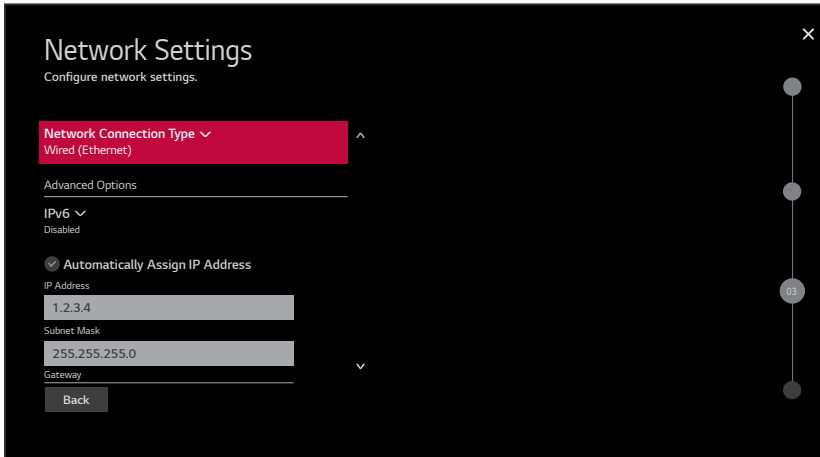 Network Settings
Configure network settings.
Network Connection Type
Wired (Ethernet)
Advanced Options
IPv6
Disabled
Automatically Assign IP Address
IP Address
1.2.3.4
Subnet Mask
255.255.255.0
Gateway
Back
03